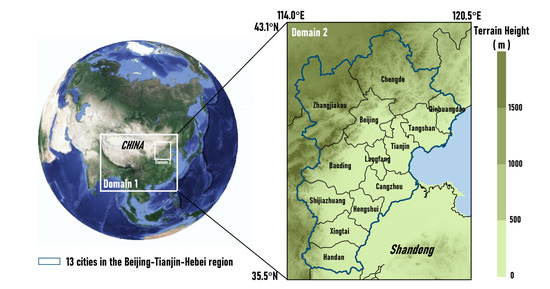 114.0°E
120.5°E
43.1°N
Domain 2
Terrain Height
( m )
Chengde
Zhangjiakou
Qinhuangdao
Beijing
Tangshan
1500
CHINA
Tianjin
Langfang
Baoding
1000
Domain 1
Cangzhou
Shijiazhuang
Hengshui
500
Xingtai
Shandong
Handan
13 cities in the Beijing-Tianjin-Hebei region
35.5°N
0